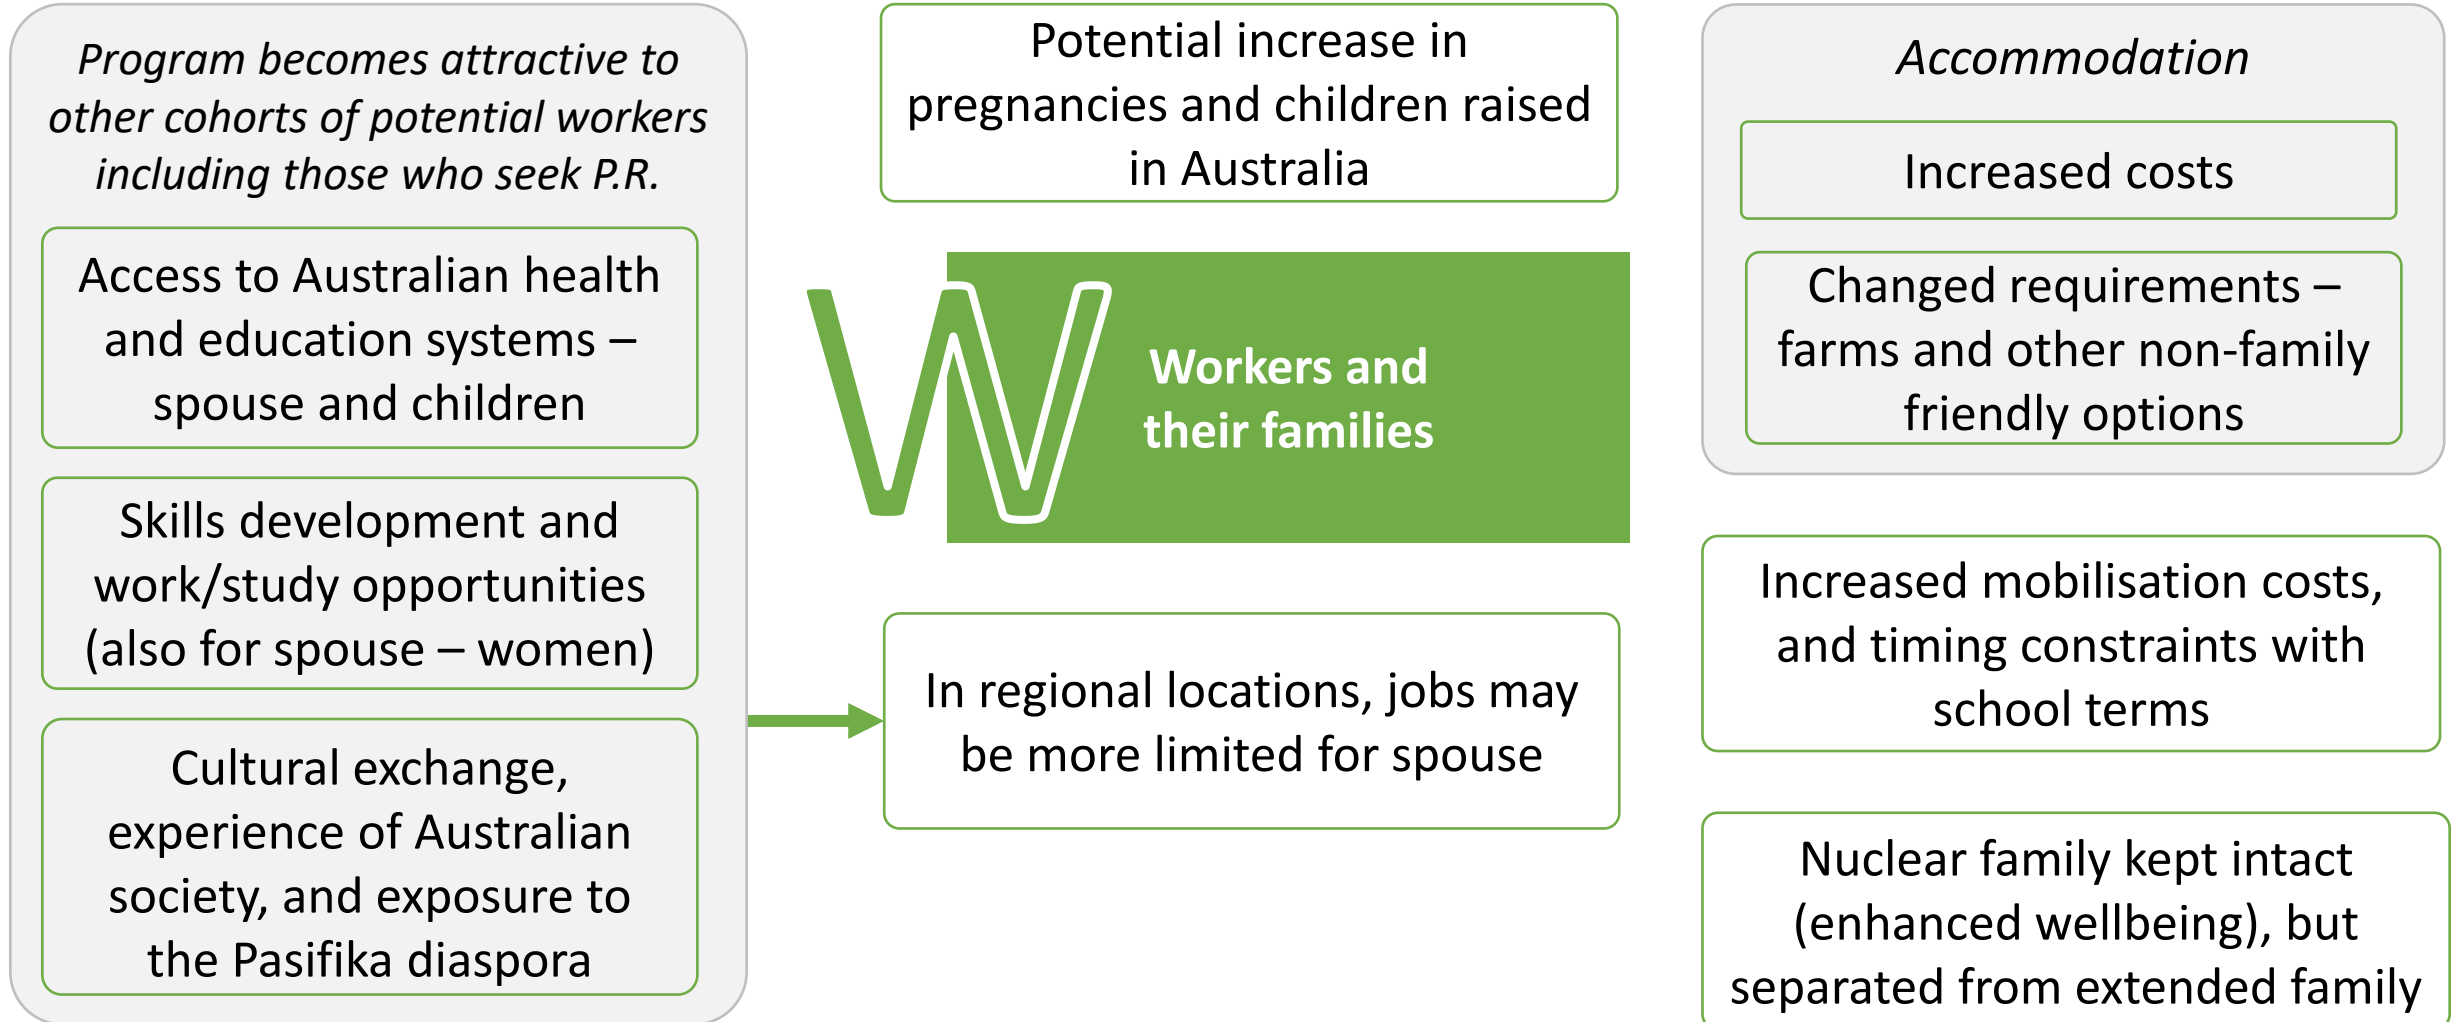 Program becomes attractive to
other cohorts of potential workers
including those who seek P.R.
Access to Australian health
and education systems –
spouse and children
Skills development and
work/study opportunities
(also for spouse – women)
Cultural exchange,
experience of Australian
society, and exposure to
the Pasifika diaspora
Potential increase in
pregnancies and children raised
in Australia
W
Workers and
their families
In regional locations, jobs may
be more limited for spouse
Accommodation
Increased costs
Changed requirements –
farms and other non-family
friendly options
Increased mobilisation costs,
and timing constraints with
school terms
Nuclear family kept intact
(enhanced wellbeing), but
separated from extended family